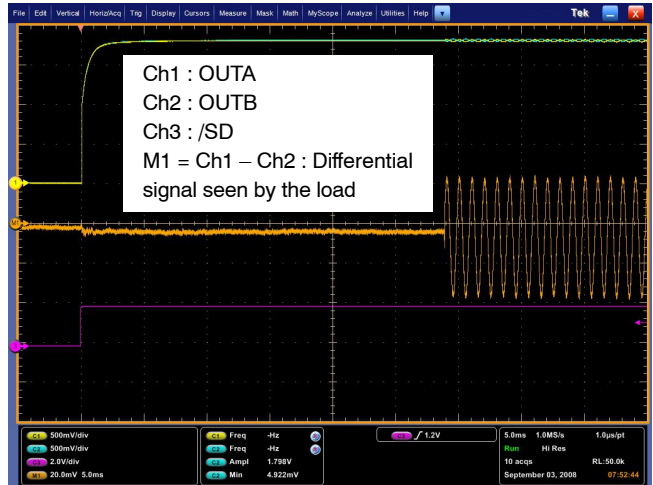 File Edit Vertical Horiz/Acq Trig Display Cursors Measure Mask Math MyScope Analyze Utilities Help Tek X
Ch1 : OUTA
Ch2 : OUTB
Ch3 : /SD
M1 = Ch1 – Ch2 : Differential
signal seen by the load
1
M1
C1 500mV/div
C2 500mV/div
C3 2.0V/div
M1 20.0mV 5.0ms
C1 Freq -Hz
C2 Freq -Hz
C2 Ampl 1.798V
C2 Min 4.922mV
C3 1.2V
5.0ms 1.0MS/s 1.0µs/pt
Run Hi Res
10 acqs RL:50.0k
September 03, 2008 07:52:44